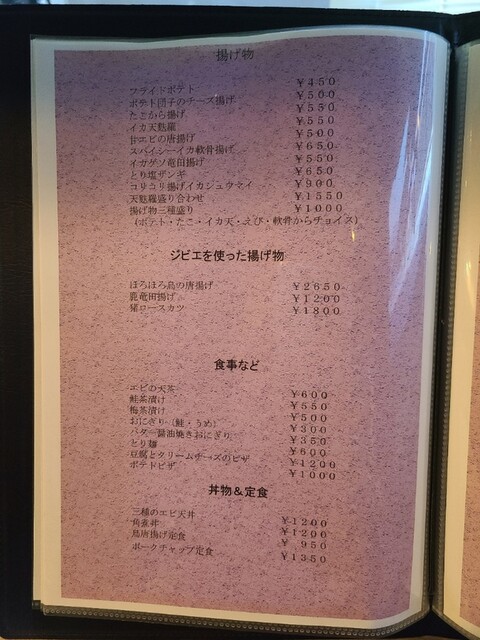 揚げ物
フライドポテト ￥450
ポテト団子のチーズ揚げ ￥500
たこから揚げ ￥550
イカ天麩羅 ￥550
甘エビの唐揚げ ￥500
スパイシーイカ軟骨揚げ ￥650
イカゲソ竜田揚げ ￥550
とり塩ザンギ ￥650
コリコリ揚げイカシュウマイ ￥900
天麩羅盛り合わせ ￥1550
揚げ物三種盛り ￥1000
（ポテト・たこ・イカ天・えび・軟骨からチョイス）
ジビエを使った揚げ物
ほろほろ鳥の唐揚げ ￥2650
鹿竜田揚げ ￥1200
猪ロースカツ ￥1800
食事など
エビの天茶 ￥600
鮭茶漬け ￥550
梅茶漬け ￥500
おにぎり（鮭・うめ） ￥300
バター醤油焼きおにぎり ￥350
とり麺 ￥600
豆腐とクリームチーズのピザ ￥1200
ポテトピザ ￥1000
丼物＆定食
三種のエビ天丼 ￥1200
角煮丼 ￥1200
鳥唐揚げ定食 ￥ 950
ポークチャップ定食 ￥1350